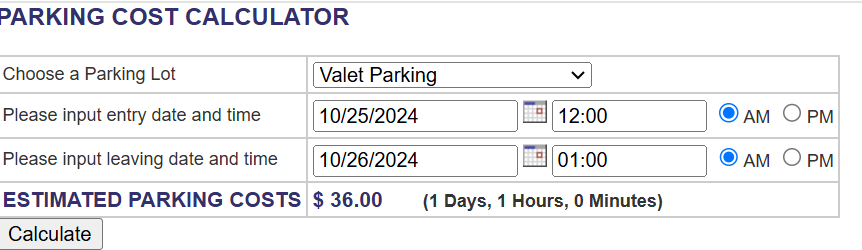 PARKING COST CALCULATOR
Choose a Parking Lot Valet Parking
Please input entry date and time 10/25/2024 12:00 AM PM
Please input leaving date and time 10/26/2024 01:00 AM PM
ESTIMATED PARKING COSTS $ 36.00 (1 Days, 1 Hours, 0 Minutes)
Calculate